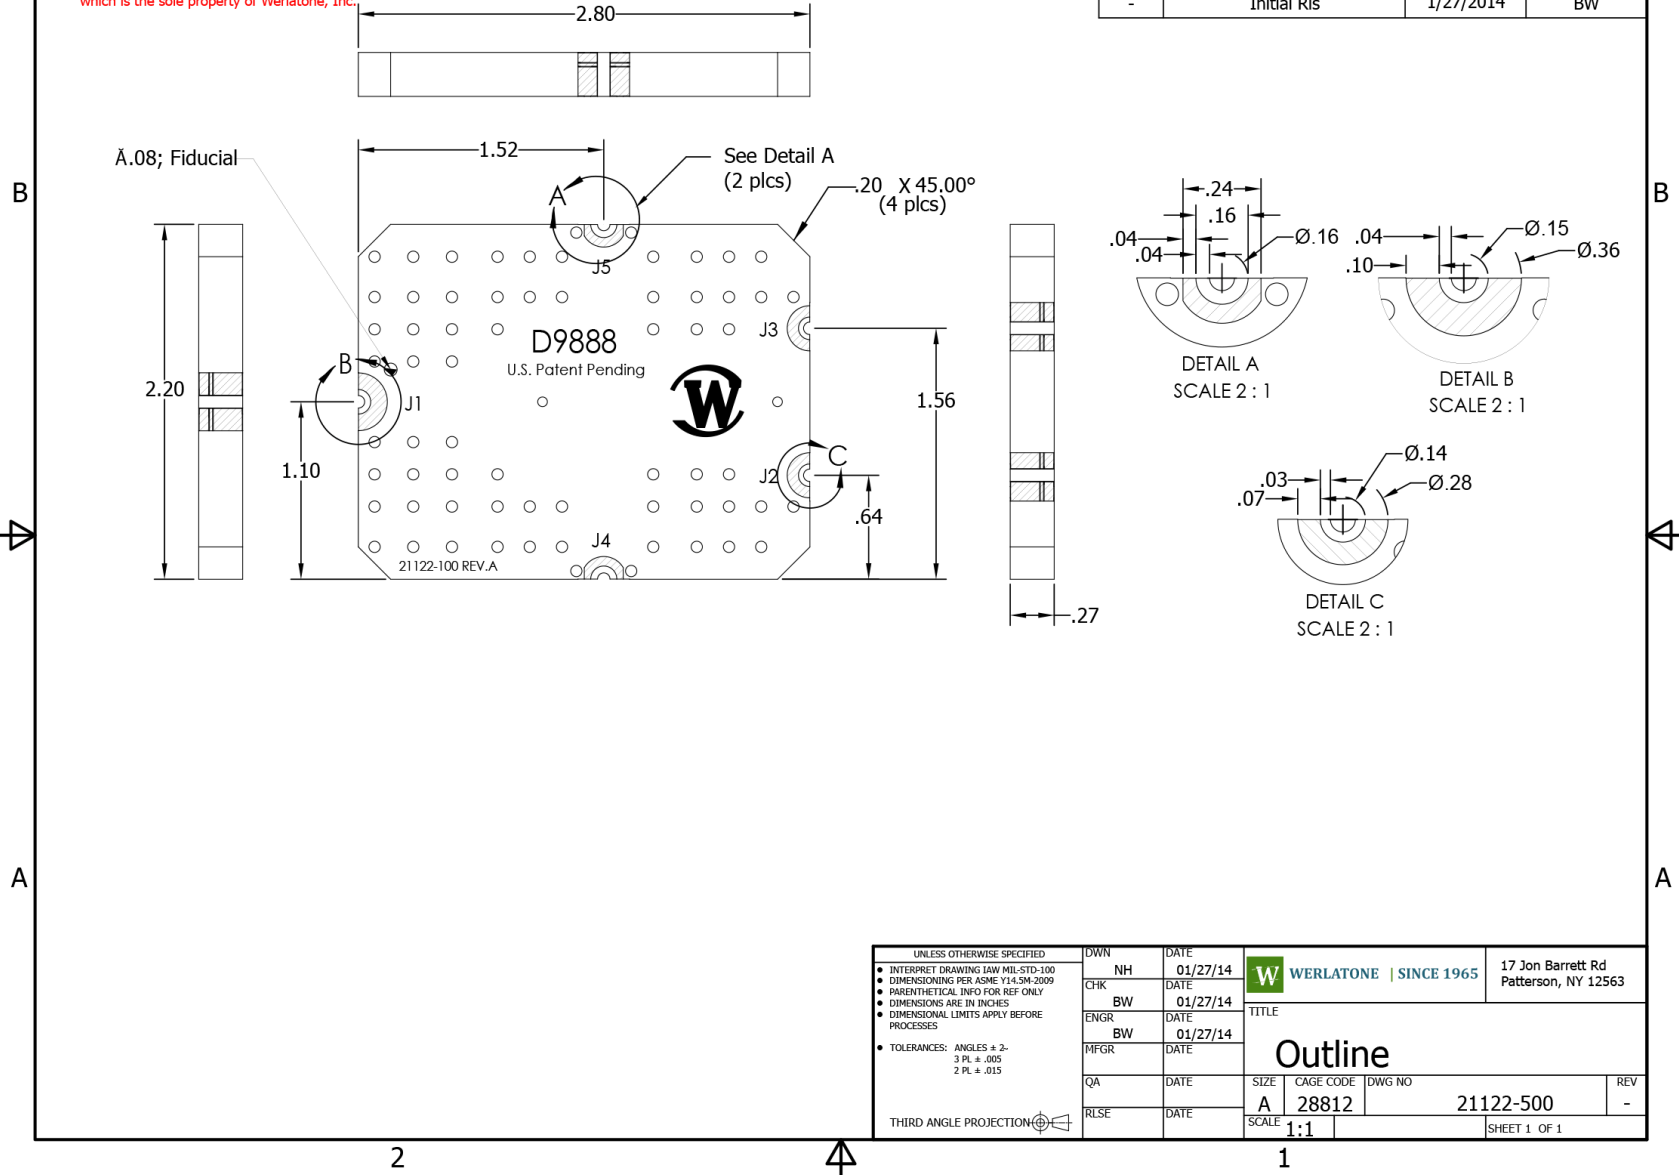 which is the sole property of Werlatone, Inc.
- Initial Rls 1/27/2014 BW
2.80
Ă.08; Fiducial
1.52
See Detail A
(2 plcs)
.20 X 45.00°
(4 plcs)
B
B
A
J5
D9888
U.S. Patent Pending
J3
B
J1
W
2.20
1.10
1.56
C
J2
.64
J4
21122-100 REV.A
.27
.24
.16
.04
.04
Ø.16
DETAIL A
SCALE 2 : 1
.04
.10
Ø.15
Ø.36
DETAIL B
SCALE 2 : 1
.03
.07
Ø.14
Ø.28
DETAIL C
SCALE 2 : 1
A
A
UNLESS OTHERWISE SPECIFIED
• INTERPRET DRAWING IAW MIL-STD-100
• DIMENSIONING PER ASME Y14.5M-2009
• PARENTHETICAL INFO FOR REF ONLY
• DIMENSIONS ARE IN INCHES
• DIMENSIONAL LIMITS APPLY BEFORE
PROCESSES
• TOLERANCES: ANGLES ± 2~
3 PL ± .005
2 PL ± .015
THIRD ANGLE PROJECTION
DWN DATE
NH 01/27/14
CHK DATE
BW 01/27/14
ENGR DATE
BW 01/27/14
MFGR DATE
QA DATE
RLSE DATE
W WERLATONE | SINCE 1965
17 Jon Barrett Rd
Patterson, NY 12563
TITLE
Outline
SIZE CAGE CODE DWG NO REV
A 28812 21122-500 -
SCALE 1:1 SHEET 1 OF 1
2
1